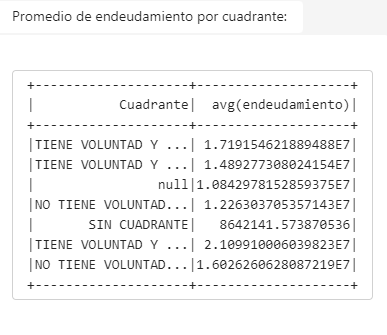 Promedio de endeudamiento por cuadrante:
+--------------------+--------------------+
|           Cuadrante|  avg(endeudamiento)|
+--------------------+--------------------+
|TIENE VOLUNTAD Y ...| 1.719154621889488E7|
|TIENE VOLUNTAD Y ...| 1.489277308024154E7|
|                null|1.0842978152859375E7|
|NO TIENE VOLUNTAD...| 1.226303705357143E7|
|       SIN CUADRANTE|   8642141.573870536|
|TIENE VOLUNTAD Y ...| 2.109910006039823E7|
|NO TIENE VOLUNTAD...|1.6026260628087219E7|
+--------------------+--------------------+